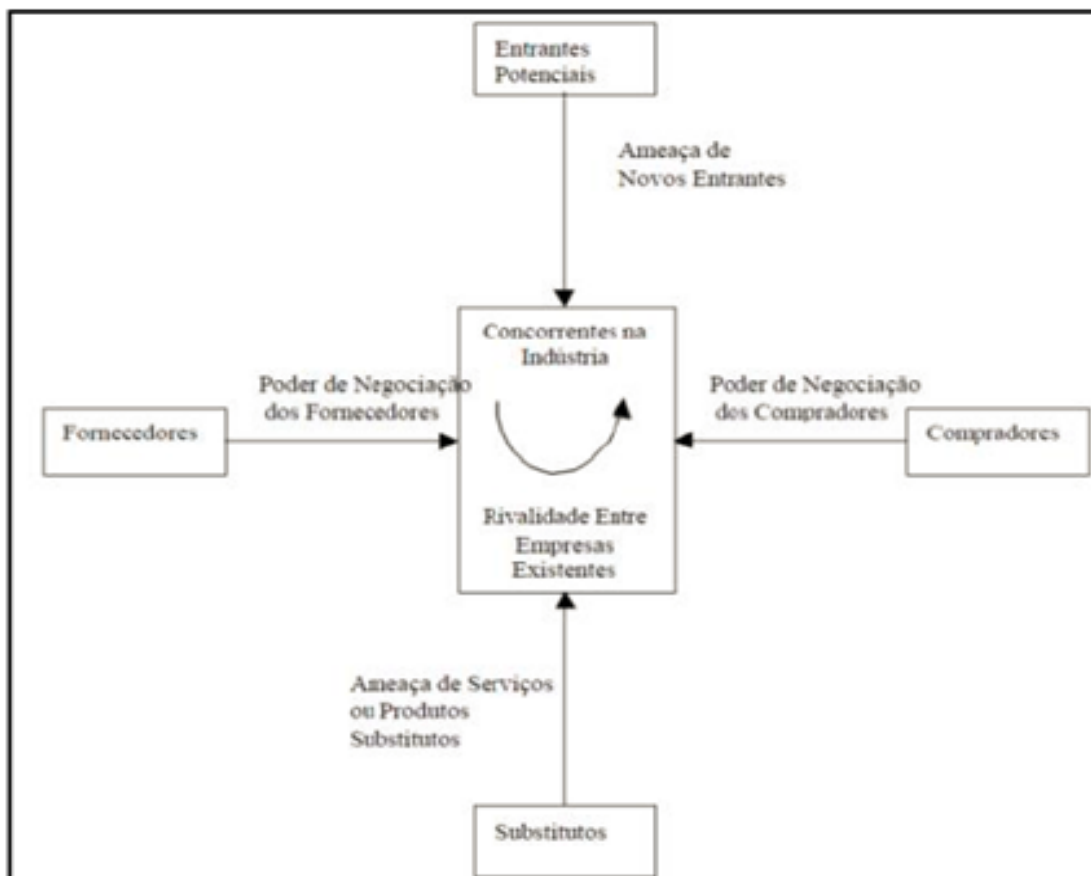 Entrantes
Potenciais
Ameaça de
Novos Entrantes
Concorrentes na
Indústria
Poder de Negociação
dos Fornecedores
Poder de Negociação
dos Compradores
Fornecedores
Compradores
Rivalidade Entre
Empresas
Existentes
Ameaça de Serviços
ou Produtos
Substitutos
Substitutos